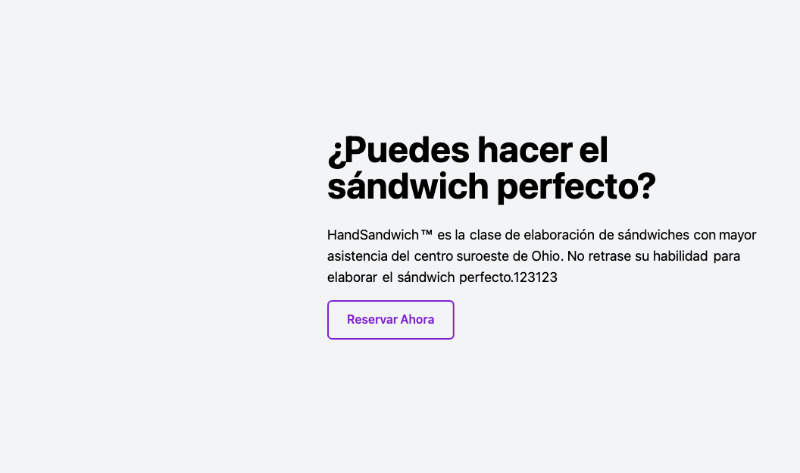 ¿Puedes hacer el
sándwich perfecto?
HandSandwich™ es la clase de elaboración de sándwiches con mayor
asistencia del centro suroeste de Ohio. No retrase su habilidad para
elaborar el sándwich perfecto.123123
Reservar Ahora